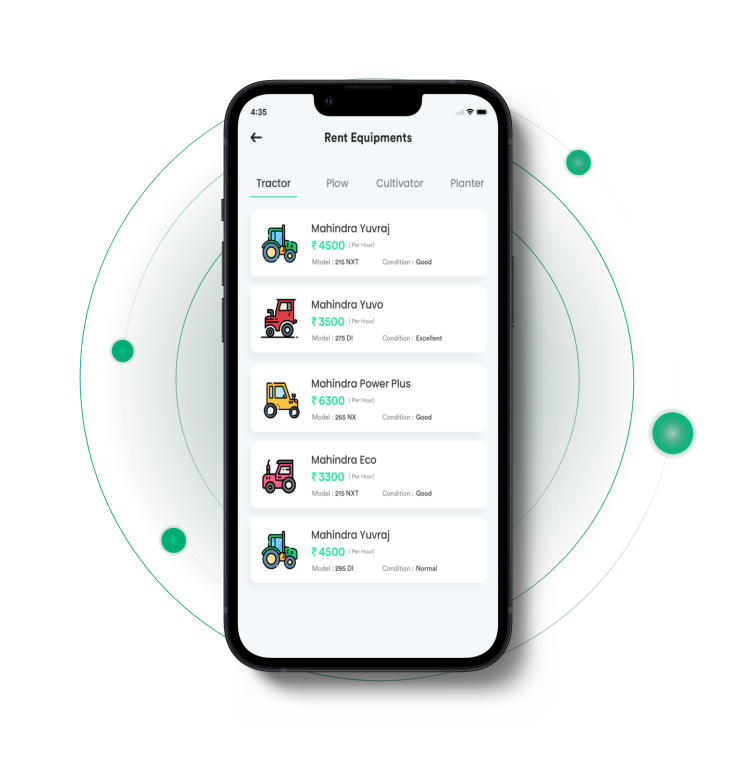 4:35
Rent Equipments
Tractor Plow Cultivator Planter
Mahindra Yuvraj
₹ 4500 (Per Hour)
Model : 215 NXT Condition : Good
Mahindra Yuvo
₹ 3500 (Per Hour)
Model : 275 DI Condition : Excellent
Mahindra Power Plus
₹ 6300 (Per Hour)
Model : 265 NX Condition : Good
Mahindra Eco
₹ 3300 (Per Hour)
Model : 215 NXT Condition : Good
Mahindra Yuvraj
₹ 4500 (Per Hour)
Model : 295 DI Condition : Normal